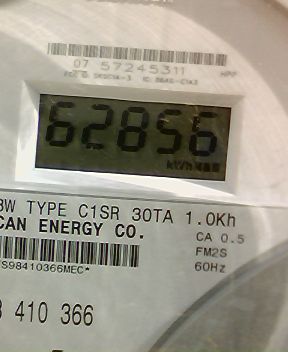 07 57245311
62856
kWh
3W TYPE C1SR 30TA 1.0Kh
CAN ENERGY CO.
CA 0.5
FM2S
60Hz
S98410366MEC*
410 366